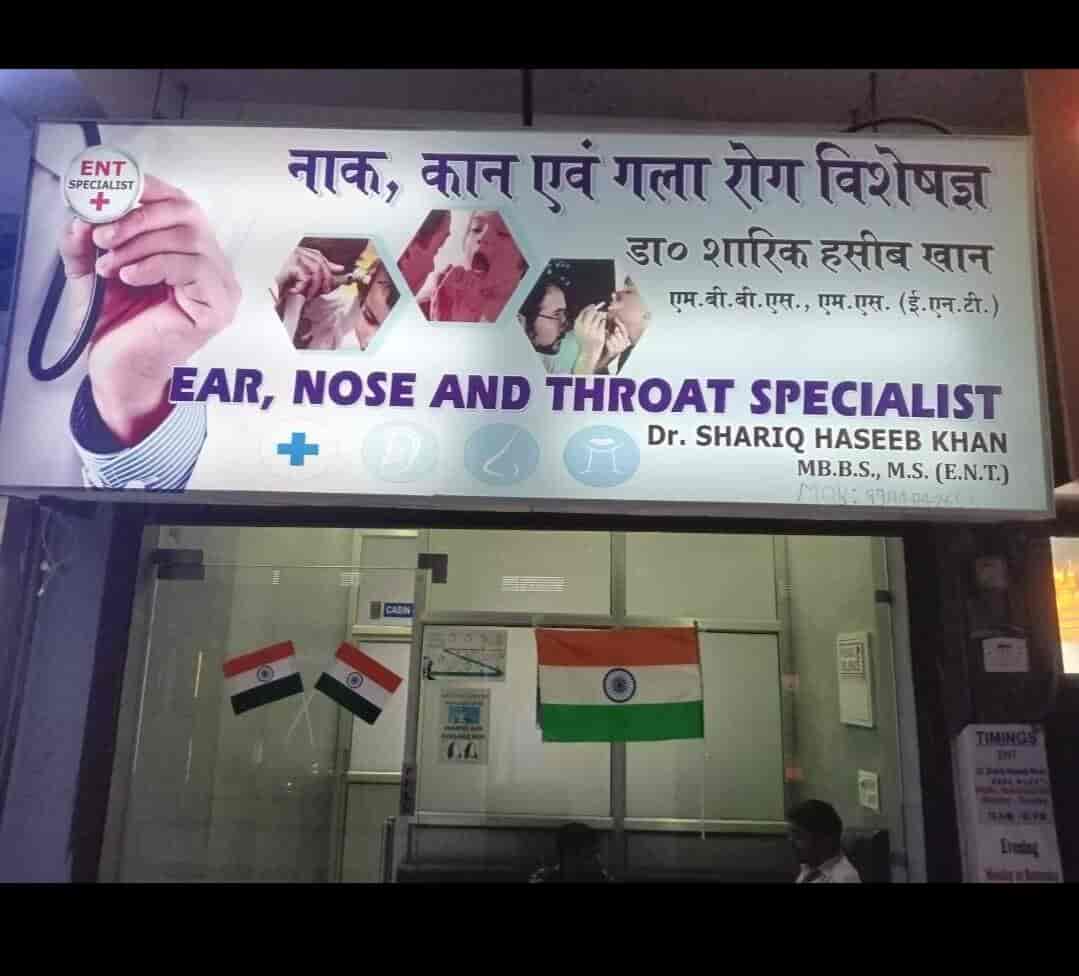 ENT
SPECIALIST
नाक, कान एवं गला रोग विशेषज्ञ
डा० शारिक हसीब खान
एम.बी.बी.एस., एम.एस. (ई.एन.टी.)
EAR, NOSE AND THROAT SPECIALIST
Dr. SHARIQ HASEEB KHAN
MB.B.S., M.S. (E.N.T.)
CABIN
PULL
TIMINGS
ENT
Evening